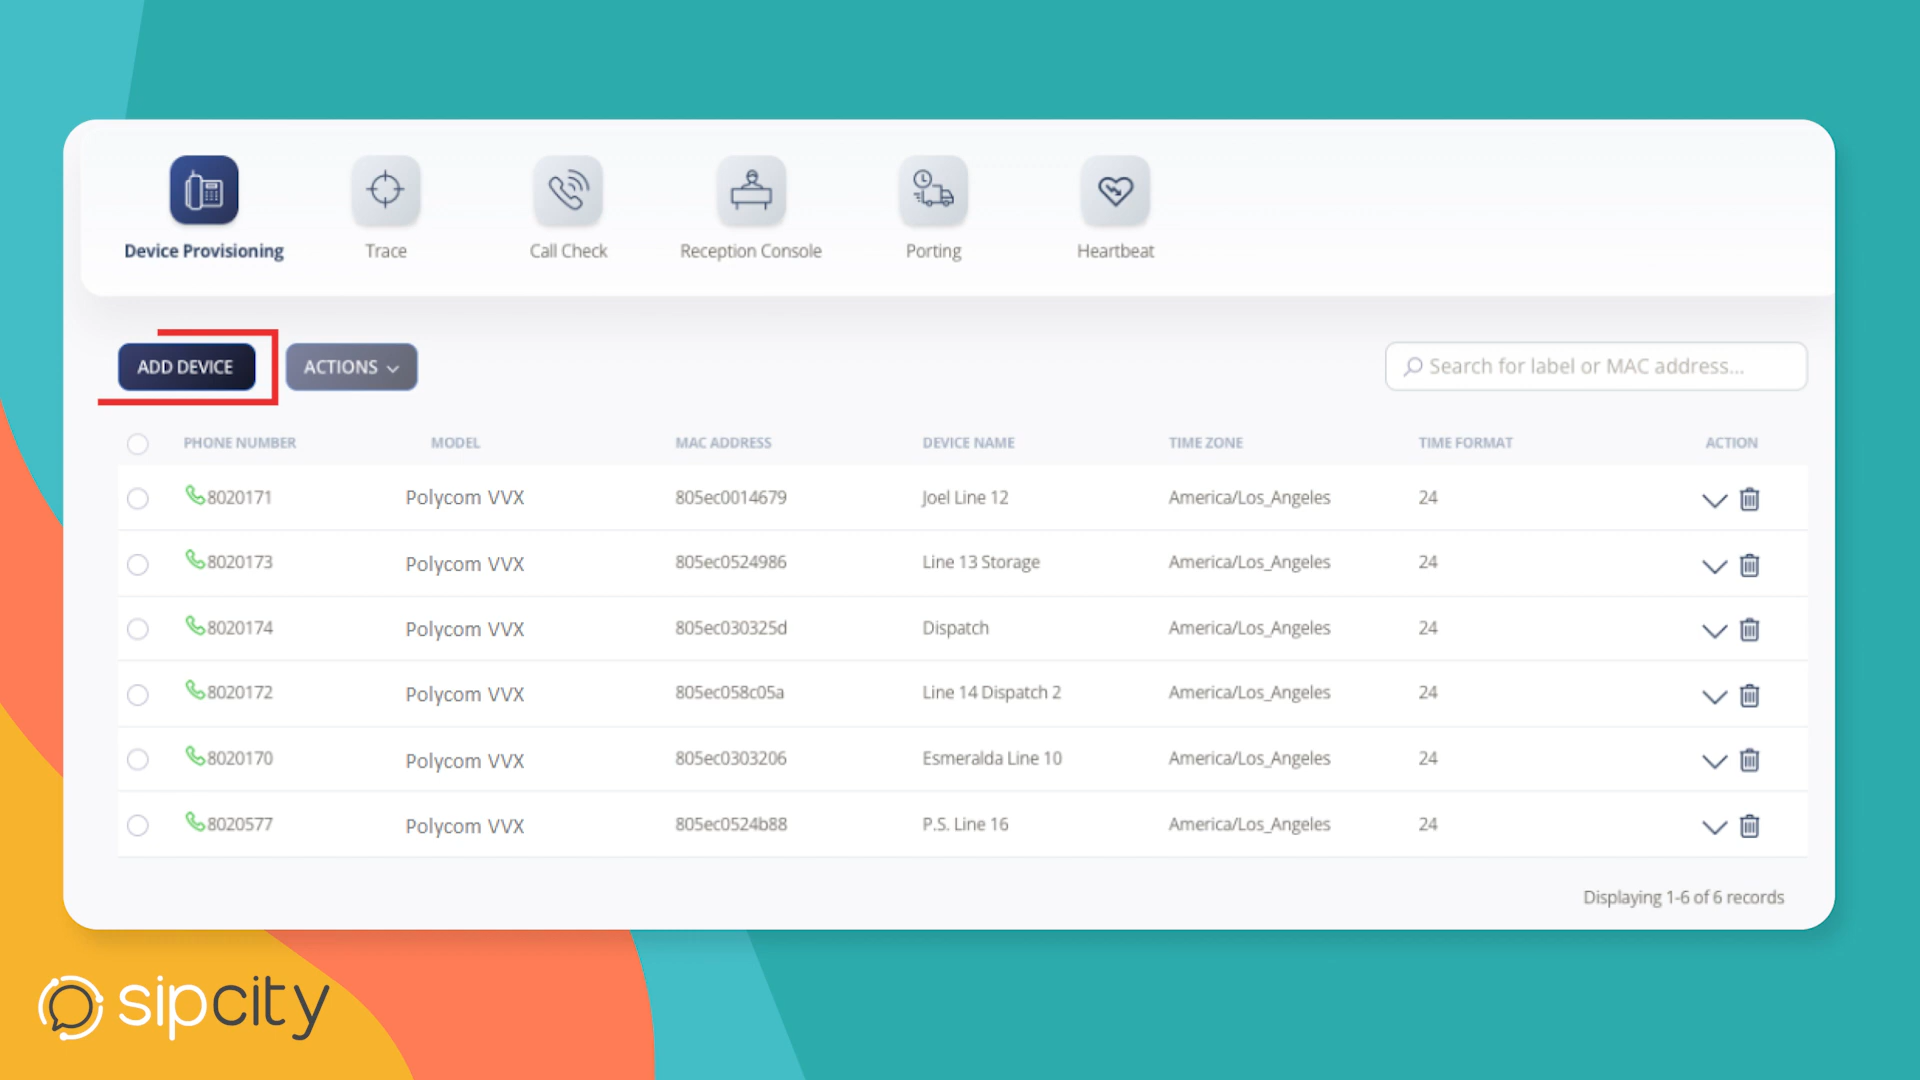 Device Provisioning Trace Call Check Reception Console Porting Heartbeat
ADD DEVICE ACTIONS Search for label or MAC address...
PHONE NUMBER MODEL MAC ADDRESS DEVICE NAME TIME ZONE TIME FORMAT ACTION
8020171 Polycom VVX 805ec0014679 Joel Line 12 America/Los_Angeles 24
8020173 Polycom VVX 805ec0524986 Line 13 Storage America/Los_Angeles 24
8020174 Polycom VVX 805ec030325d Dispatch America/Los_Angeles 24
8020172 Polycom VVX 805ec058c05a Line 14 Dispatch 2 America/Los_Angeles 24
8020170 Polycom VVX 805ec0303206 Esmeralda Line 10 America/Los_Angeles 24
8020577 Polycom VVX 805ec0524b88 P.S. Line 16 America/Los_Angeles 24
Displaying 1-6 of 6 records
sipcity